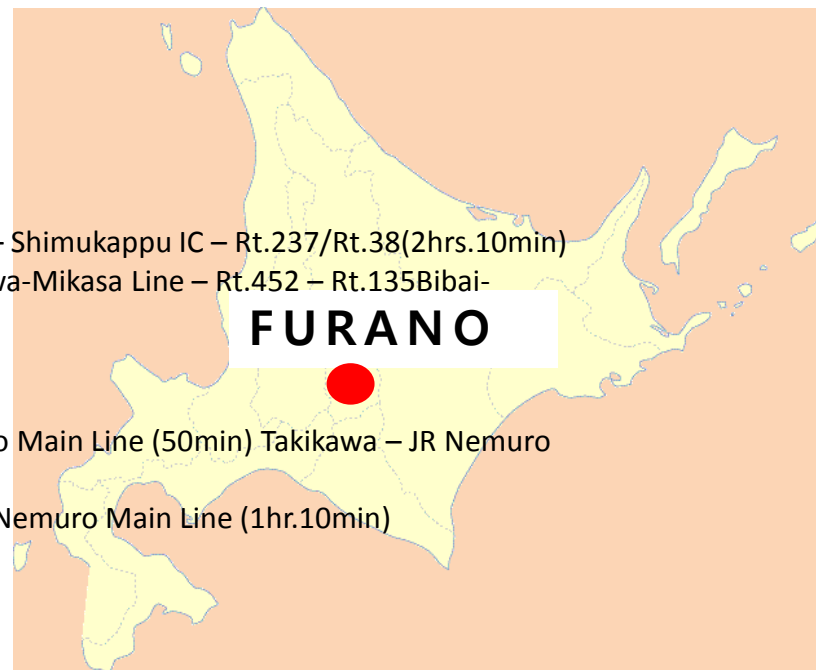 – Shimukappu IC – Rt.237/Rt.38(2hrs.10min)
wa-Mikasa Line – Rt.452 – Rt.135Bibai-
FURANO
o Main Line (50min) Takikawa – JR Nemuro
Nemuro Main Line (1hr.10min)